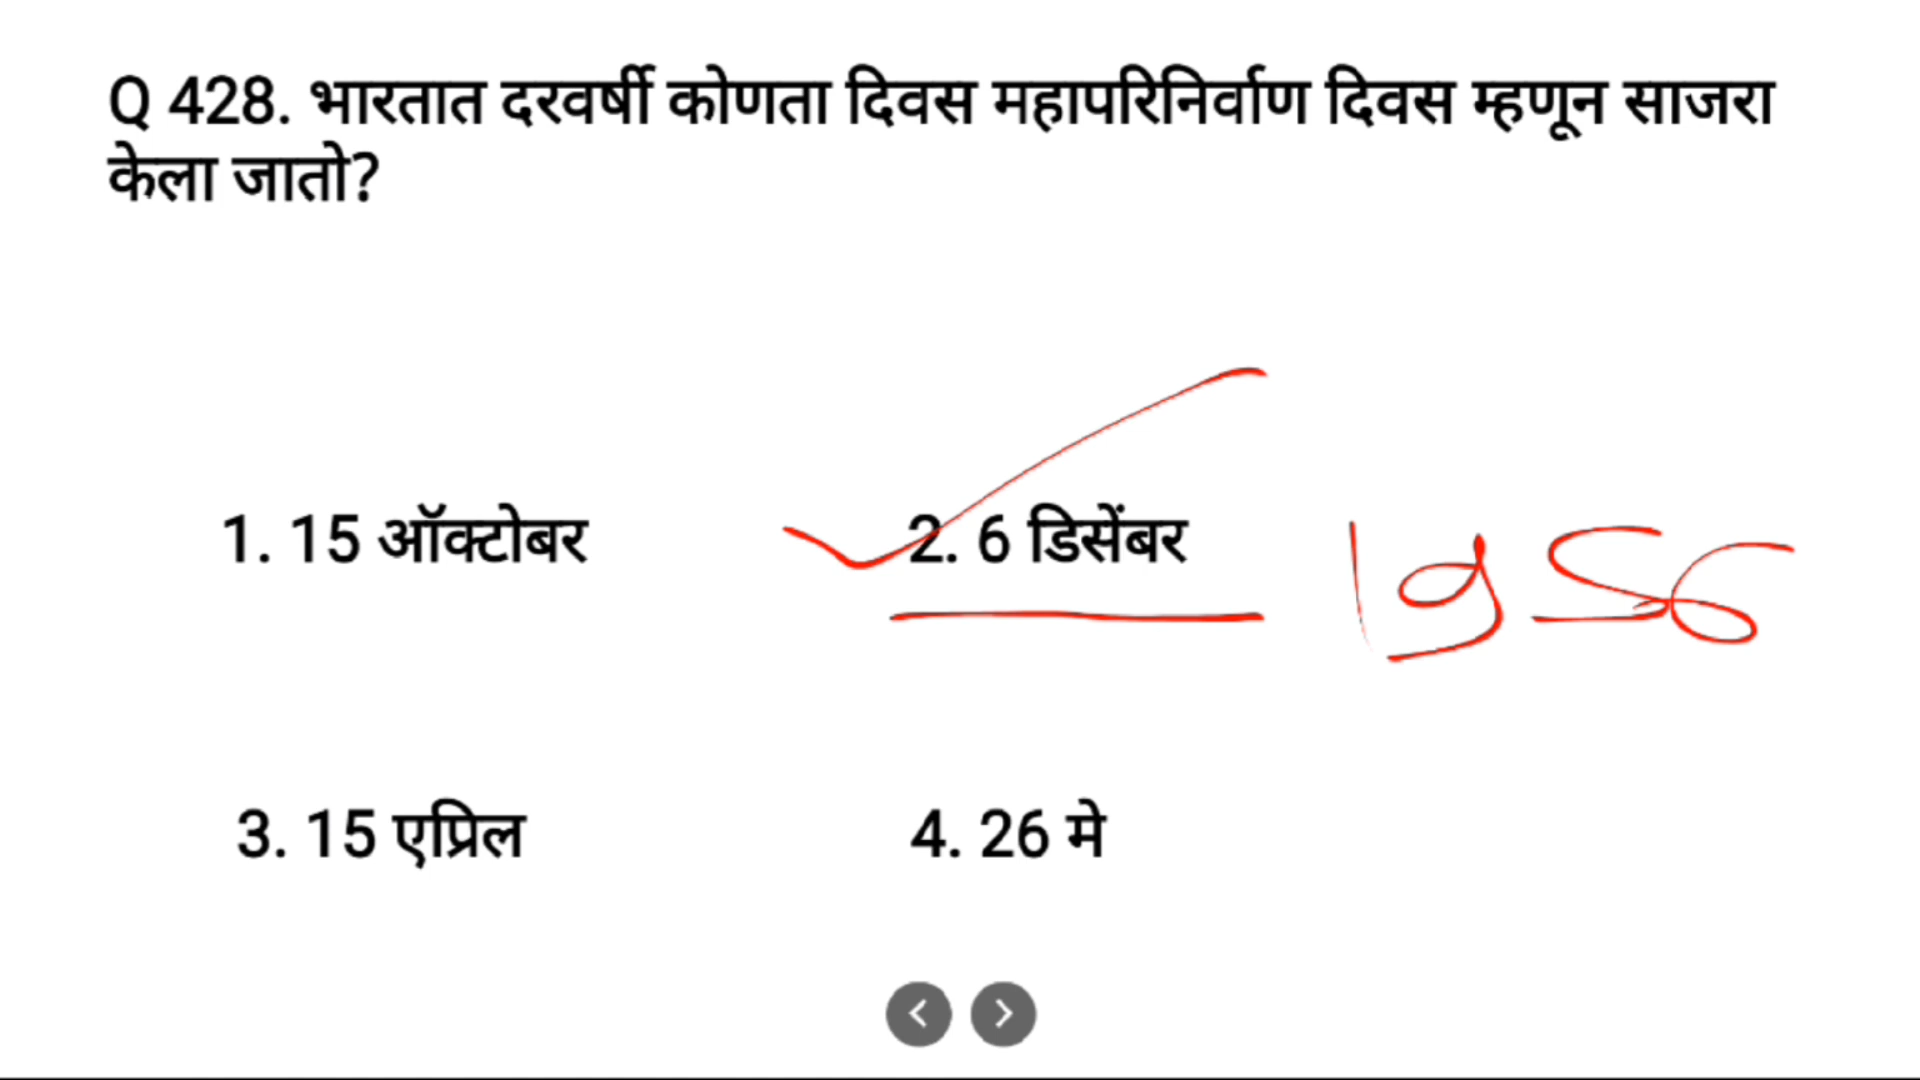 Q 428. भारतात दरवर्षी कोणता दिवस महापरिनिर्वाण दिवस म्हणून साजरा
केला जातो?
1. 15 ऑक्टोबर
2. 6 डिसेंबर
1956
3. 15 एप्रिल
4. 26 मे